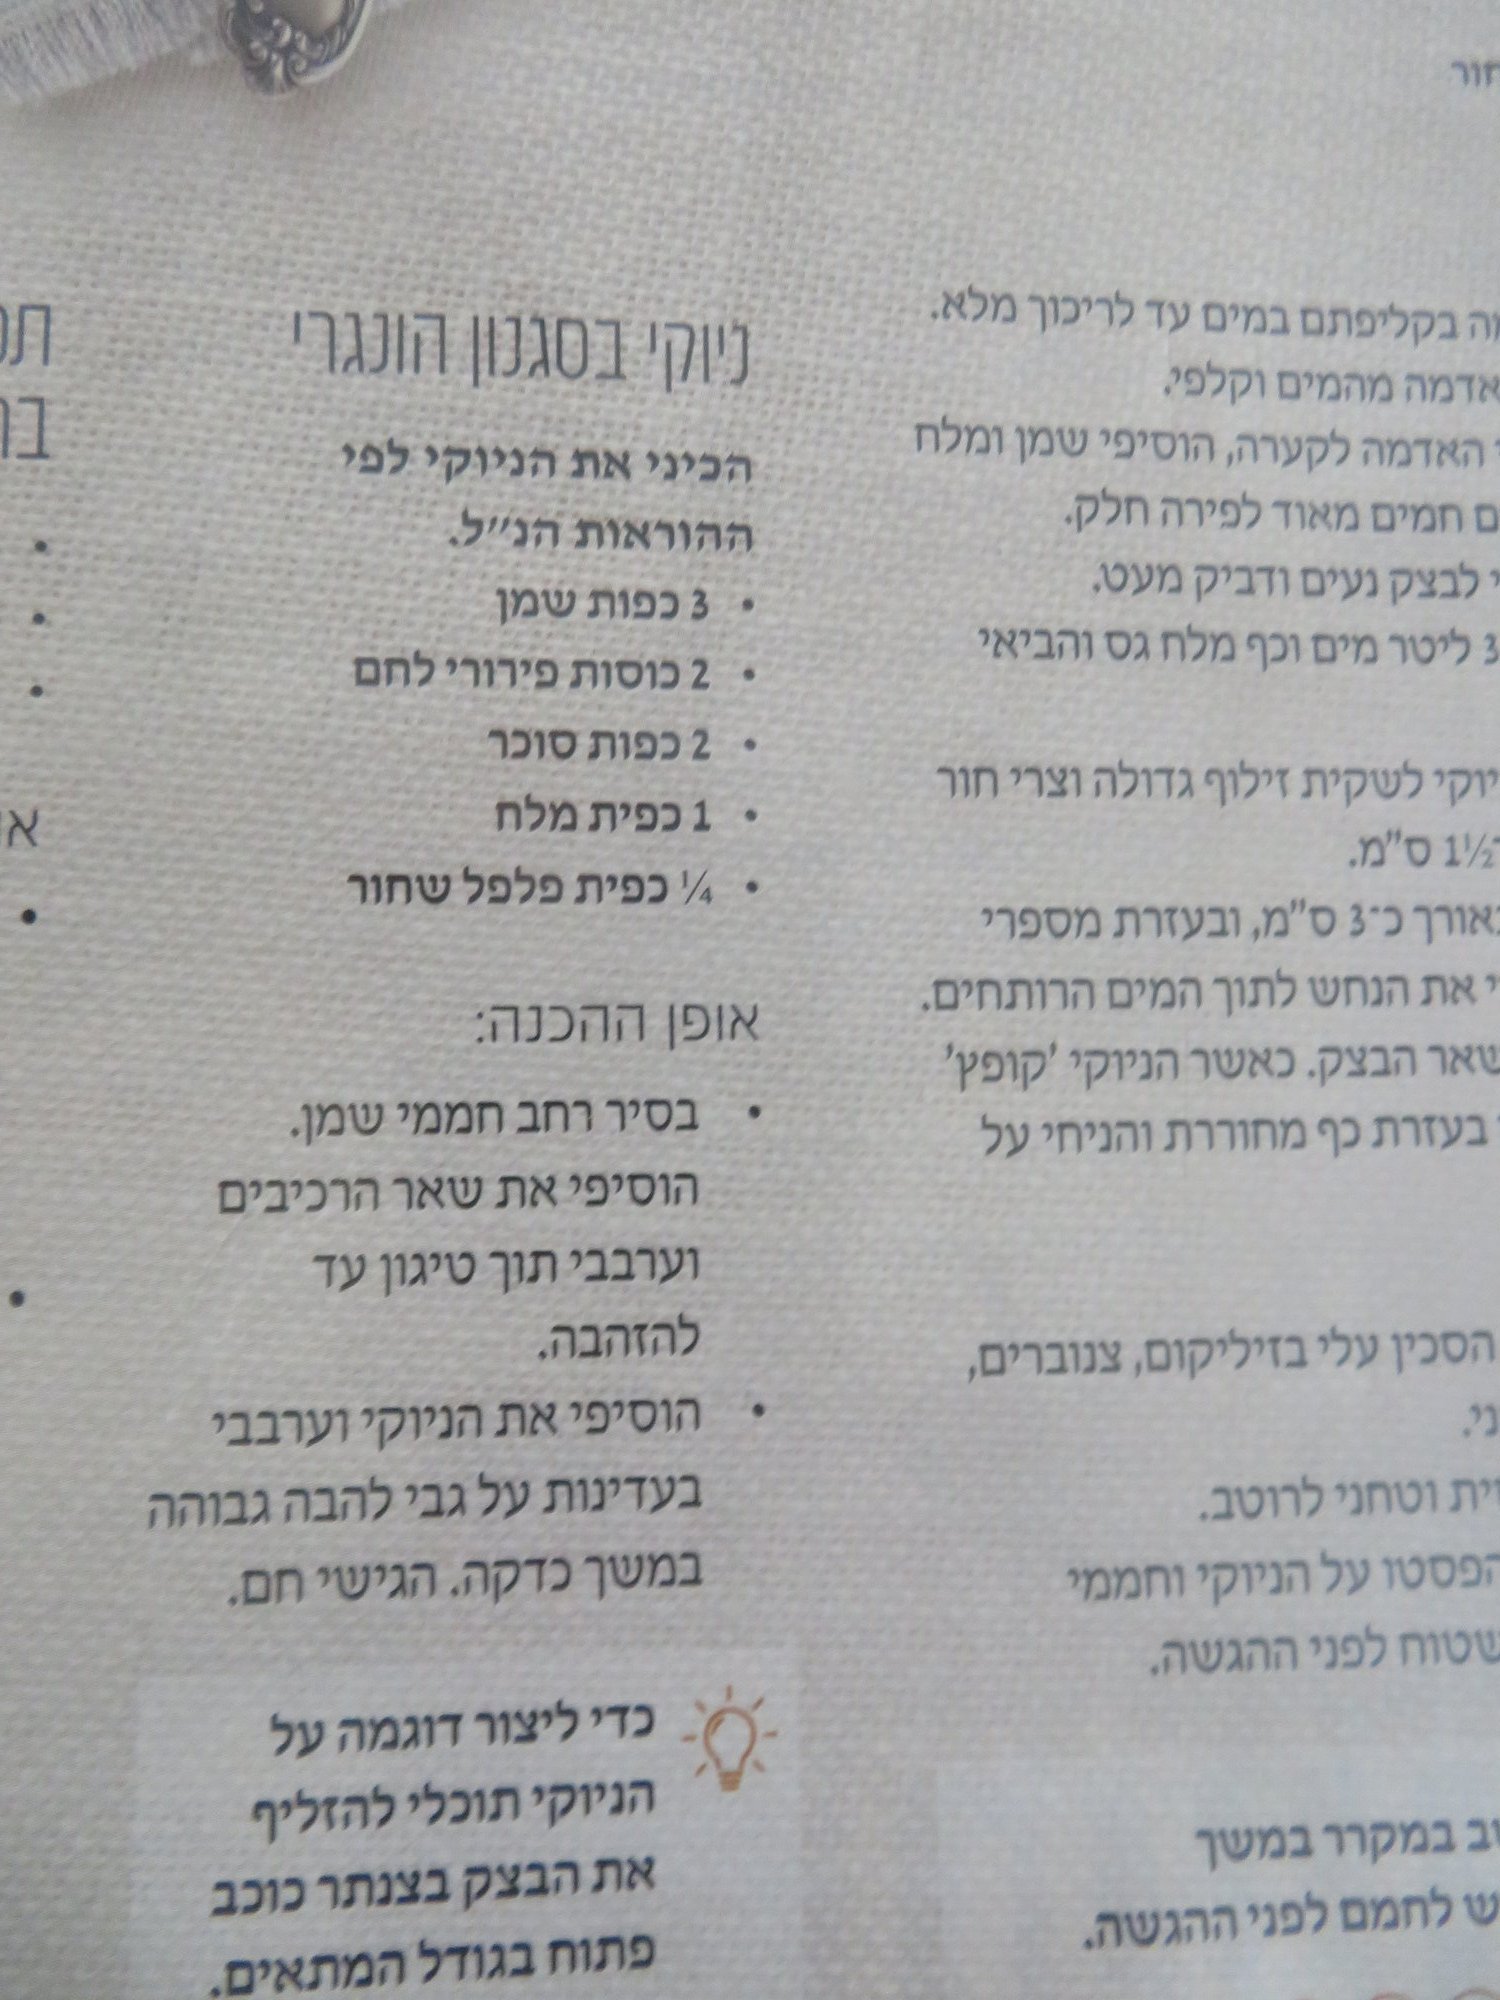 חור
בקליפתם במים עד לריכוך מלא.
אדמה מהמים וקלפי.
האדמה לקערה, הוסיפי שמן ומלח
חמים מאוד לפירה חלק.
לבצק נעים ודביק מעט.
3 ליטר מים וכף מלח גס והביאי
לשקית זילוף גדולה וצרי חור
1½ ס"מ.
באורך כ־3 ס"מ, ובעזרת מספרי
את הנחש לתוך המים הרותחים.
שאר הבצק. כאשר הניוקי 'קופץ'
בעזרת כף מחוררת והניחי על
הסכין עלי בזיליקום, צנוברים,
וטחני לרוטב.
הפסטו על הניוקי וחממי
שטוח לפני ההגשה.
במקרר במשך
לחמם לפני ההגשה.
ניוקי בסגנון הונגרי
הכיני את הניוקי לפי
ההוראות הנ"ל.
• 3 כפות שמן
• 2 כוסות פירורי לחם
• 2 כפות סוכר
• 1 כפית מלח
• ¼ כפית פלפל שחור
אופן ההכנה:
• בסיר רחב חממי שמן.
הוסיפי את שאר הרכיבים
וערבבי תוך טיגון עד
להזהבה.
• הוסיפי את הניוקי וערבבי
בעדינות על גבי להבה גבוהה
במשך כדקה. הגישי חם.
כדי ליצור דוגמה על
הניוקי תוכלי להזליף
את הבצק בצנתר כוכב
פתוח בגודל המתאים.